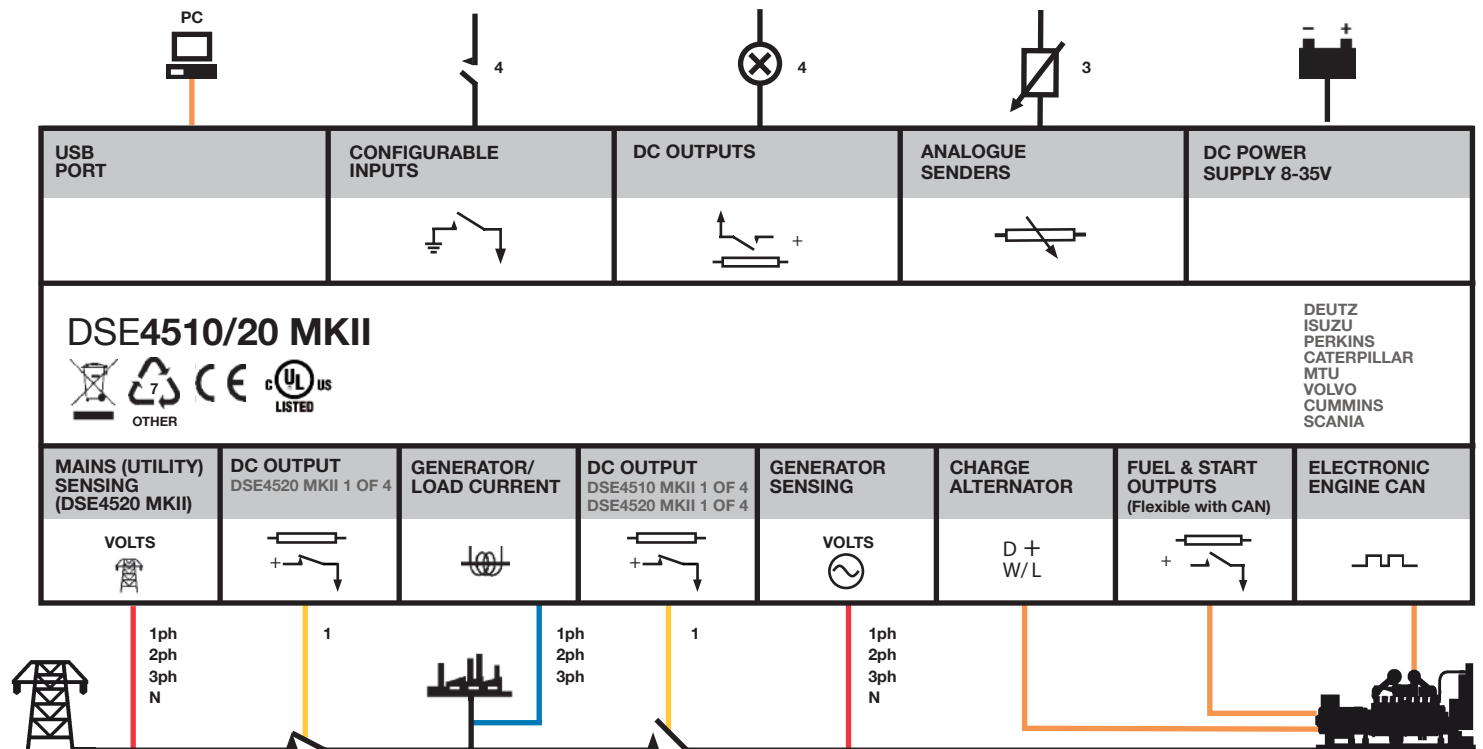 PC
4
4
3
- +
USB
PORT
CONFIGURABLE
INPUTS
DC OUTPUTS
ANALOGUE
SENDERS
DC POWER
SUPPLY 8-35V
+
DSE4510/20 MKII
7
OTHER
CE
c UL us
LISTED
DEUTZ
ISUZU
PERKINS
CATERPILLAR
MTU
VOLVO
CUMMINS
SCANIA
MAINS (UTILITY)
SENSING
(DSE4520 MKII)
VOLTS
DC OUTPUT
DSE4520 MKII 1 OF 4
+
GENERATOR/
LOAD CURRENT
DC OUTPUT
DSE4510 MKII 1 OF 4
DSE4520 MKII 1 OF 4
+
GENERATOR
SENSING
VOLTS
CHARGE
ALTERNATOR
D +
W/ L
FUEL & START
OUTPUTS
(Flexible with CAN)
+
ELECTRONIC
ENGINE CAN
1ph
2ph
3ph
N
1
1ph
2ph
3ph
1
1ph
2ph
3ph
N